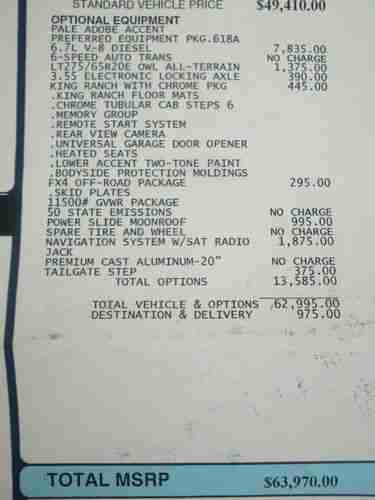 STANDARD VEHICLE PRICE $49,410.00
OPTIONAL EQUIPMENT
PALE ADOBE ACCENT
PREFERRED EQUIPMENT PKG.618A
6.7L V-8 DIESEL 7,835.00
6-SPEED AUTO TRANS NO CHARGE
LT275/65R20E OWL ALL-TERRAIN 1,375.00
3.55 ELECTRONIC LOCKING AXLE 390.00
KING RANCH WITH CHROME PKG 445.00
.KING RANCH FLOOR MATS
.CHROME TUBULAR CAB STEPS 6
.MEMORY GROUP
.REMOTE START SYSTEM
.REAR VIEW CAMERA
.UNIVERSAL GARAGE DOOR OPENER
.HEATED SEATS
.LOWER ACCENT TWO-TONE PAINT
.BODYSIDE PROTECTION MOLDINGS
FX4 OFF-ROAD PACKAGE 295.00
.SKID PLATES
11500# GVWR PACKAGE
50 STATE EMISSIONS NO CHARGE
POWER SLIDE MOONROOF 995.00
SPARE TIRE AND WHEEL NO CHARGE
NAVIGATION SYSTEM W/SAT RADIO 1,875.00
JACK
PREMIUM CAST ALUMINUM-20" NO CHARGE
TAILGATE STEP 375.00
TOTAL OPTIONS 13,585.00
TOTAL VEHICLE & OPTIONS 62,995.00
DESTINATION & DELIVERY 975.00
TOTAL MSRP $63,970.00